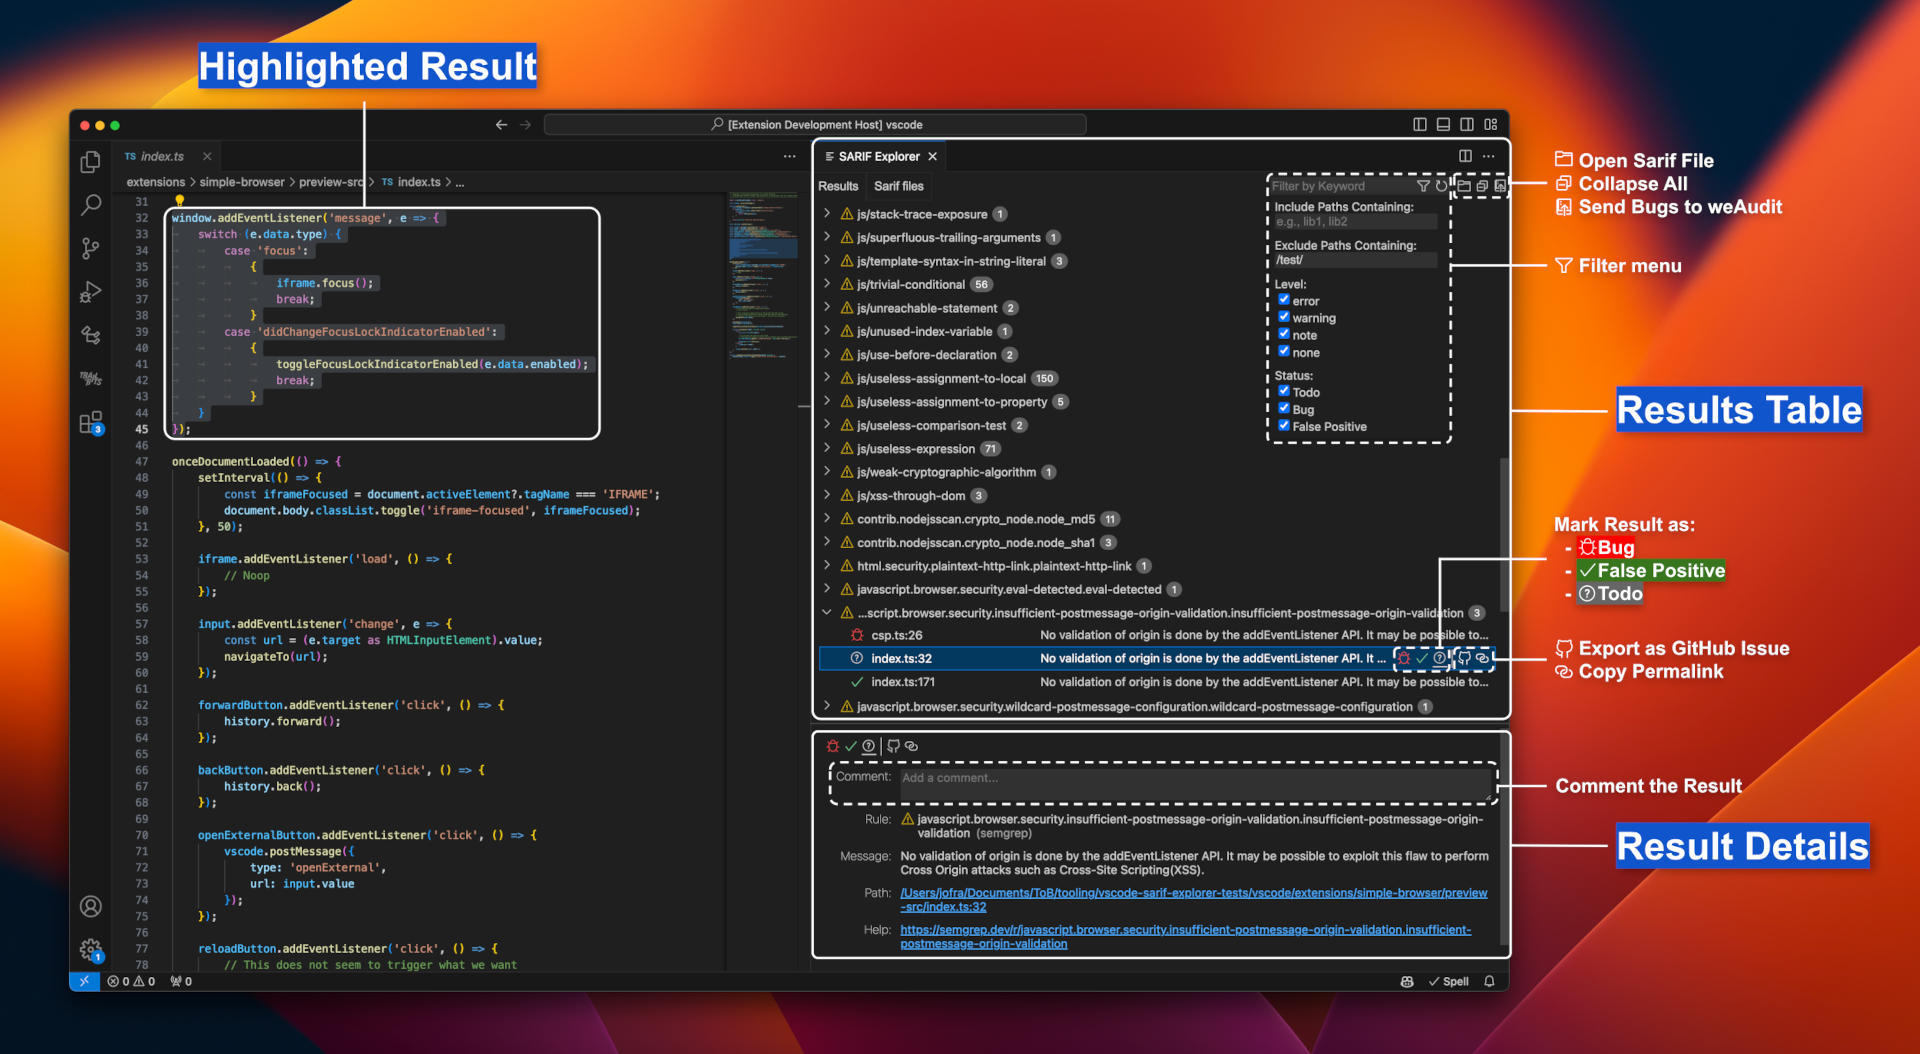 Highlighted Result
[Extension Development Host] vscode
TS index.ts
extensions > simple-browser > preview-src > TS index.ts > ...
31
32 window.addEventListener('message', e => {
33 switch (e.data.type) {
34 case 'focus':
35 {
36 iframe.focus();
37 break;
38 }
39 case 'didChangeFocusLockIndicatorEnabled':
40 {
41 toggleFocusLockIndicatorEnabled(e.data.enabled);
42 break;
43 }
44 }
45 });
46
47 onceDocumentLoaded(() => {
48 setInterval(() => {
49 const iframeFocused = document.activeElement?.tagName === 'IFRAME';
50 document.body.classList.toggle('iframe-focused', iframeFocused);
51 }, 50);
52
53 iframe.addEventListener('load', () => {
54 // Noop
55 });
56
57 input.addEventListener('change', e => {
58 const url = (e.target as HTMLInputElement).value;
59 navigateTo(url);
60 });
61
62 forwardButton.addEventListener('click', () => {
63 history.forward();
64 });
65
66 backButton.addEventListener('click', () => {
67 history.back();
68 });
69
70 openExternalButton.addEventListener('click', () => {
71 vscode.postMessage({
72 type: 'openExternal',
73 url: input.value
74 });
75 });
76
77 reloadButton.addEventListener('click', () => {
78 // This does not seem to trigger what we want
3
1
0 0 0
SARIF Explorer
Results Sarif files
js/stack-trace-exposure 1
js/superfluous-trailing-arguments 1
js/template-syntax-in-string-literal 3
js/trivial-conditional 56
js/unreachable-statement 2
js/unused-index-variable 1
js/use-before-declaration 2
js/useless-assignment-to-local 150
js/useless-assignment-to-property 5
js/useless-comparison-test 2
js/useless-expression 71
js/weak-cryptographic-algorithm 1
js/xss-through-dom 3
contrib.nodejsscan.crypto_node.node_md5 11
contrib.nodejsscan.crypto_node.node_sha1 3
html.security.plaintext-http-link.plaintext-http-link 1
javascript.browser.security.eval-detected.eval-detected 1
...script.browser.security.insufficient-postmessage-origin-validation.insufficient-postmessage-origin-validation 3
csp.ts:26 No validation of origin is done by the addEventListener API. It may be possible to...
index.ts:32 No validation of origin is done by the addEventListener API. It ...
index.ts:171 No validation of origin is done by the addEventListener API. It may be possible to...
javascript.browser.security.wildcard-postmessage-configuration.wildcard-postmessage-configuration 1
Filter by Keyword
Include Paths Containing:
e.g., lib1, lib2
Exclude Paths Containing:
/test/
Level:
error
warning
note
none
Status:
Todo
Bug
False Positive
Comment: Add a comment...
Rule: javascript.browser.security.insufficient-postmessage-origin-validation.insufficient-postmessage-origin-
validation (semgrep)
Message: No validation of origin is done by the addEventListener API. It may be possible to exploit this flaw to perform
Cross Origin attacks such as Cross-Site Scripting(XSS).
Path: /Users/jofra/Documents/ToB/tooling/vscode-sarif-explorer-tests/vscode/extensions/simple-browser/preview
-src/index.ts:32
Help: https://semgrep.dev/r/javascript.browser.security.insufficient-postmessage-origin-validation.insufficient-
postmessage-origin-validation
Spell
Open Sarif File
Collapse All
Send Bugs to weAudit
Filter menu
Results Table
Mark Result as:
- Bug
- False Positive
- Todo
Export as GitHub Issue
Copy Permalink
Comment the Result
Result Details